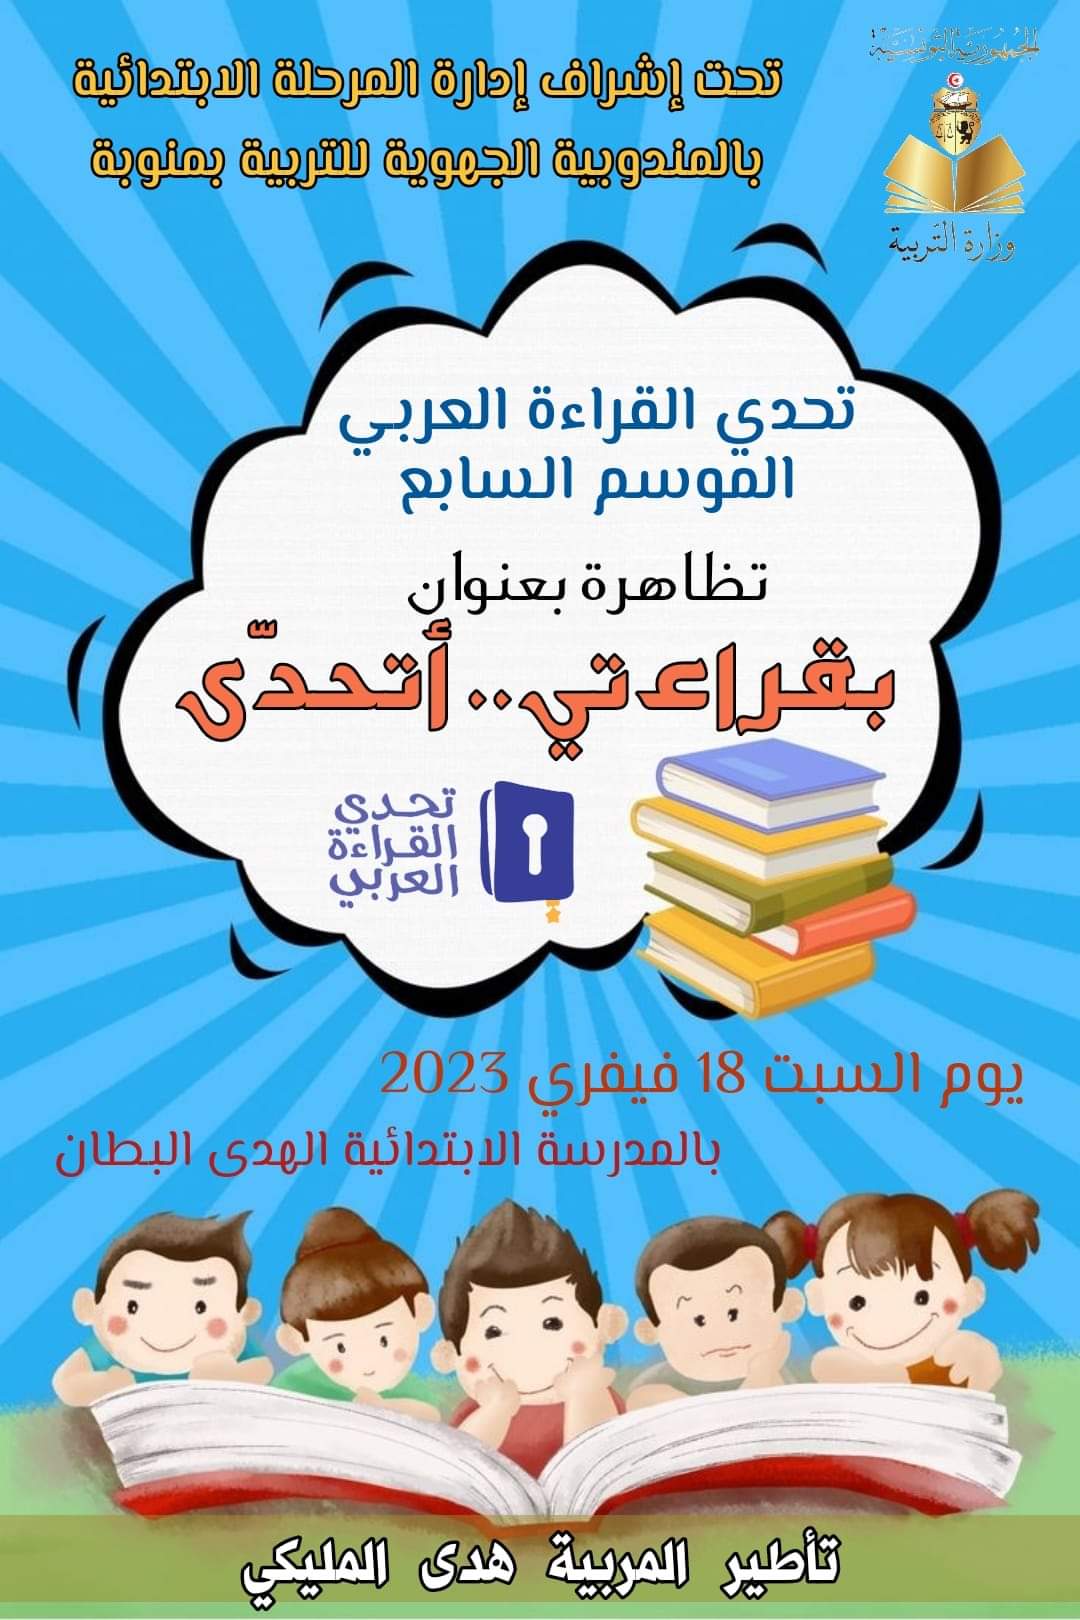 الجمهورية التونسية
وزارة التربية
تحت إشراف إدارة المرحلة الابتدائية
بالمندوبية الجهوية للتربية بمنوبة
تحدي القراءة العربي
الموسم السابع
تظاهرة بعنوان
بقراءتي.. أتحدّى
تحدي
القراءة
العربي
يوم السبت 18 فيفري 2023
بالمدرسة الابتدائية الهدى البطان
تأطير المربية هدى المليكي